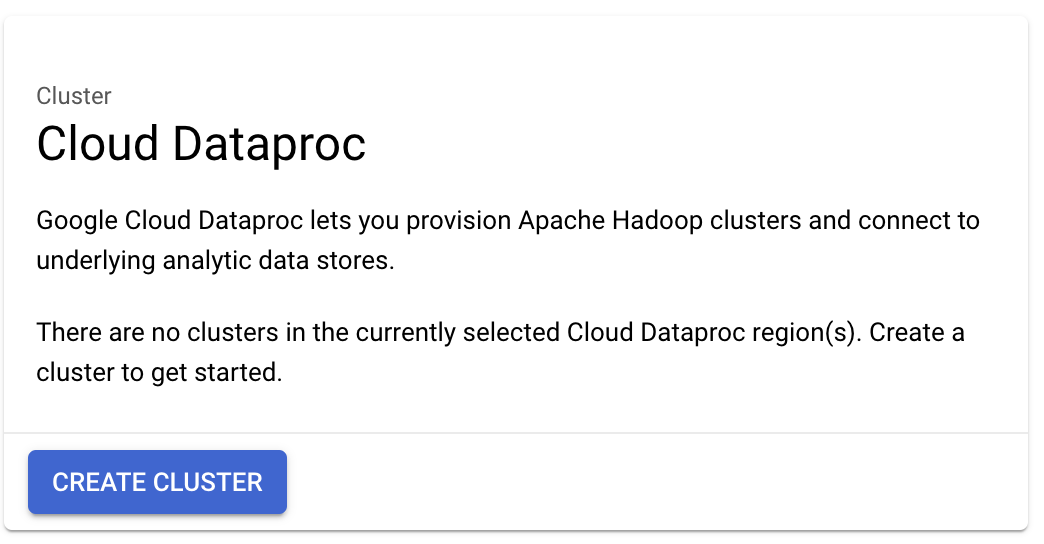 Cluster
Cloud Dataproc
Google Cloud Dataproc lets you provision Apache Hadoop clusters and connect to
underlying analytic data stores.
There are no clusters in the currently selected Cloud Dataproc region(s). Create a
cluster to get started.
CREATE CLUSTER